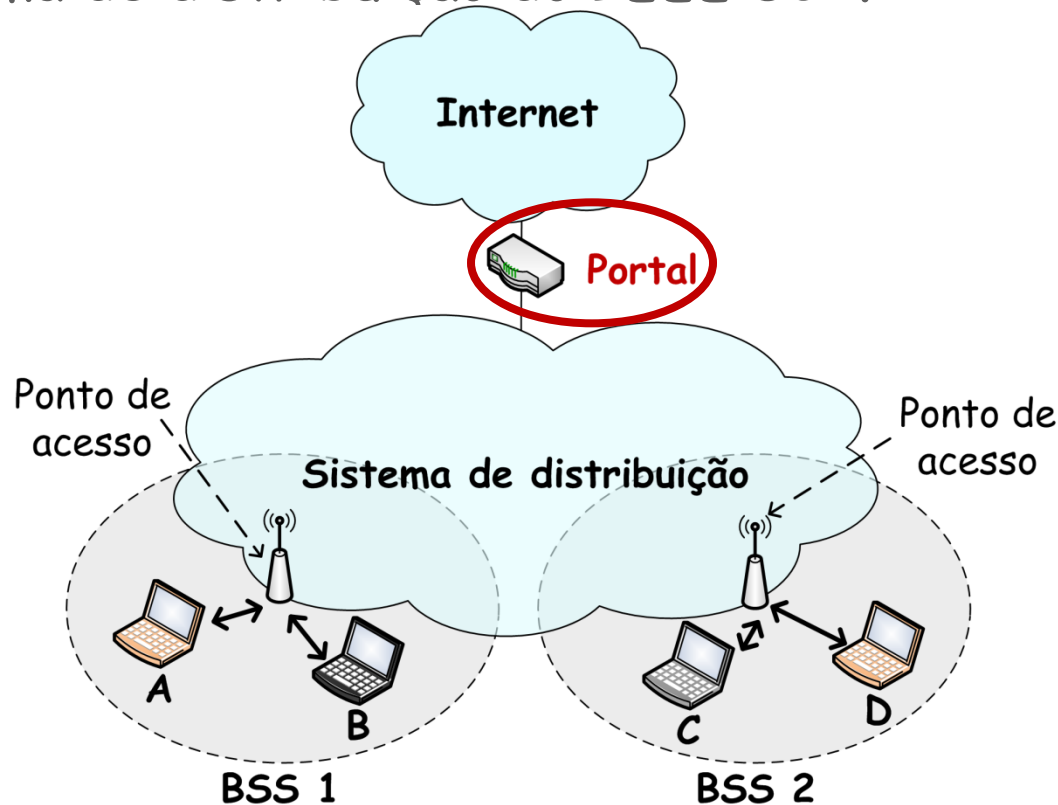 Internet
Portal
Ponto de
acesso
Ponto de
acesso
Sistema de distribuição
A
B
C
D
BSS 1
BSS 2